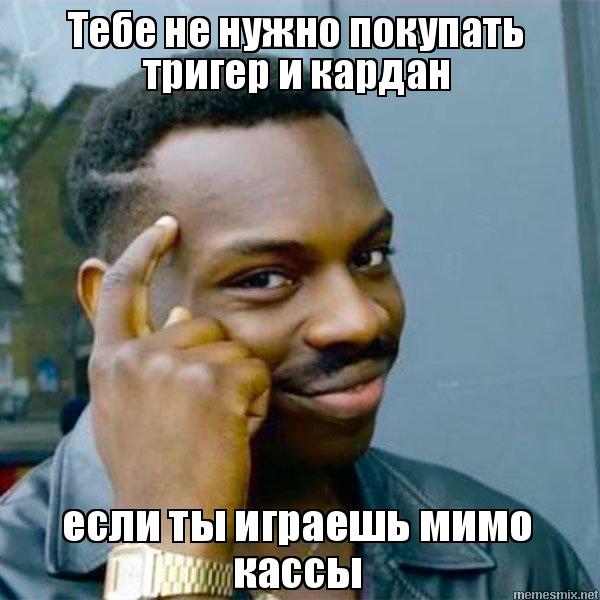 Тебе не нужно покупать
тригер и кардан
если ты играешь мимо
кассы
memesmix.net